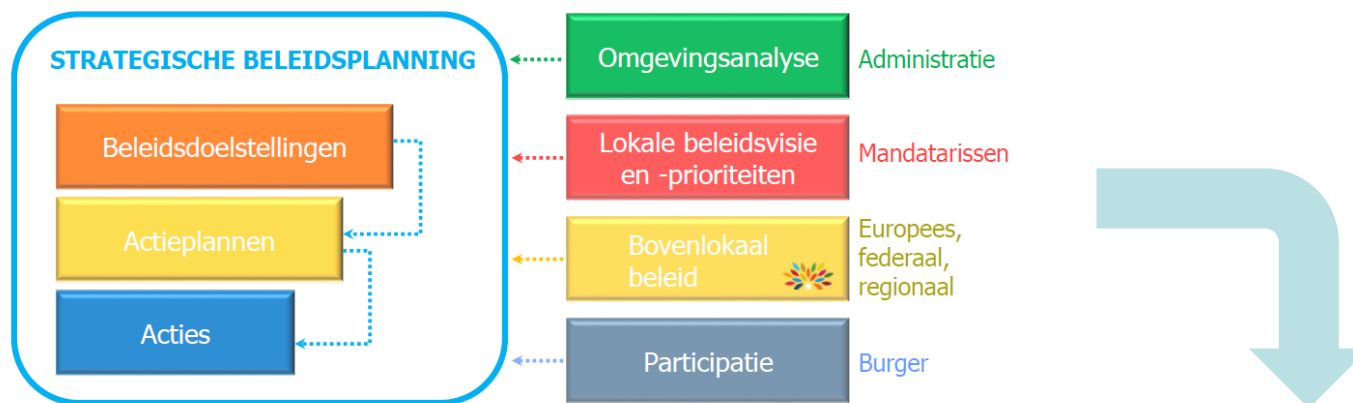 STRATEGISCHE BELEIDSPLANNING
Beleidsdoelstellingen
Actieplannen
Acties
Omgevingsanalyse
Administratie
Lokale beleidsvisie
en -prioriteiten
Mandatarissen
Bovenlokaal
beleid
Europees,
federaal,
regionaal
Participatie
Burger